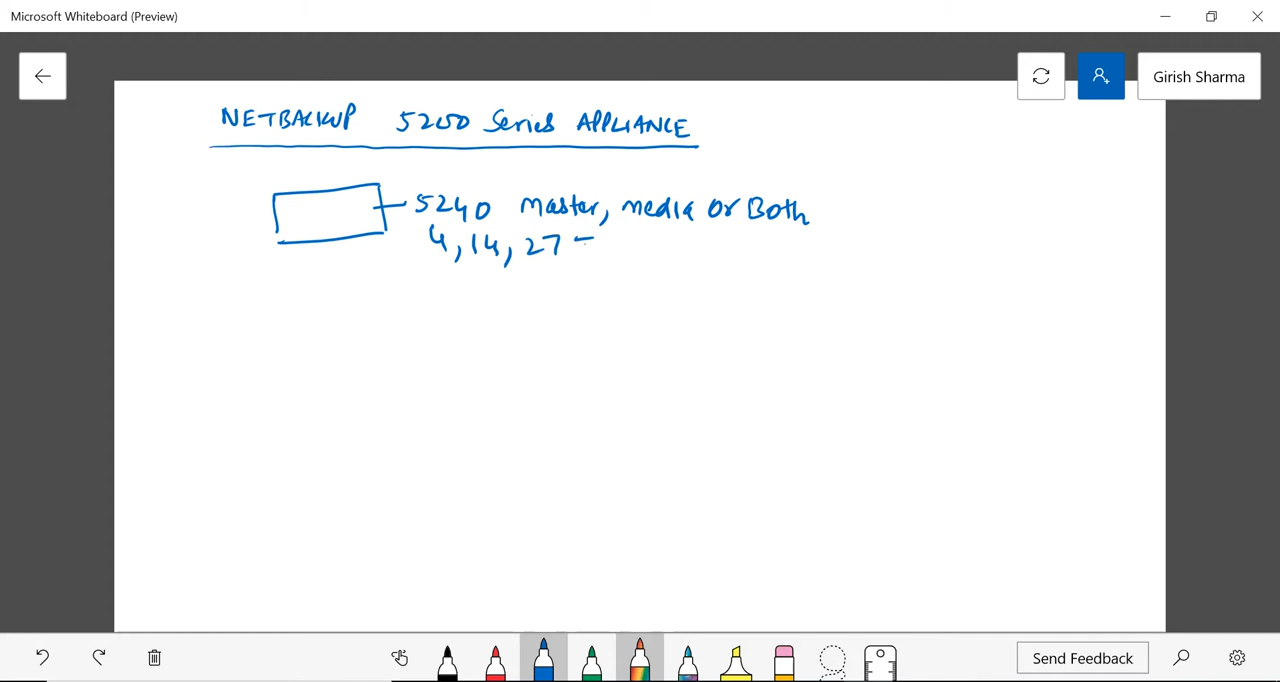 Microsoft Whiteboard (Preview)
Girish Sharma
NETBACKUP 5200 Series APPLIANCE
5240 Master, media or Both
4, 14, 27
Send Feedback